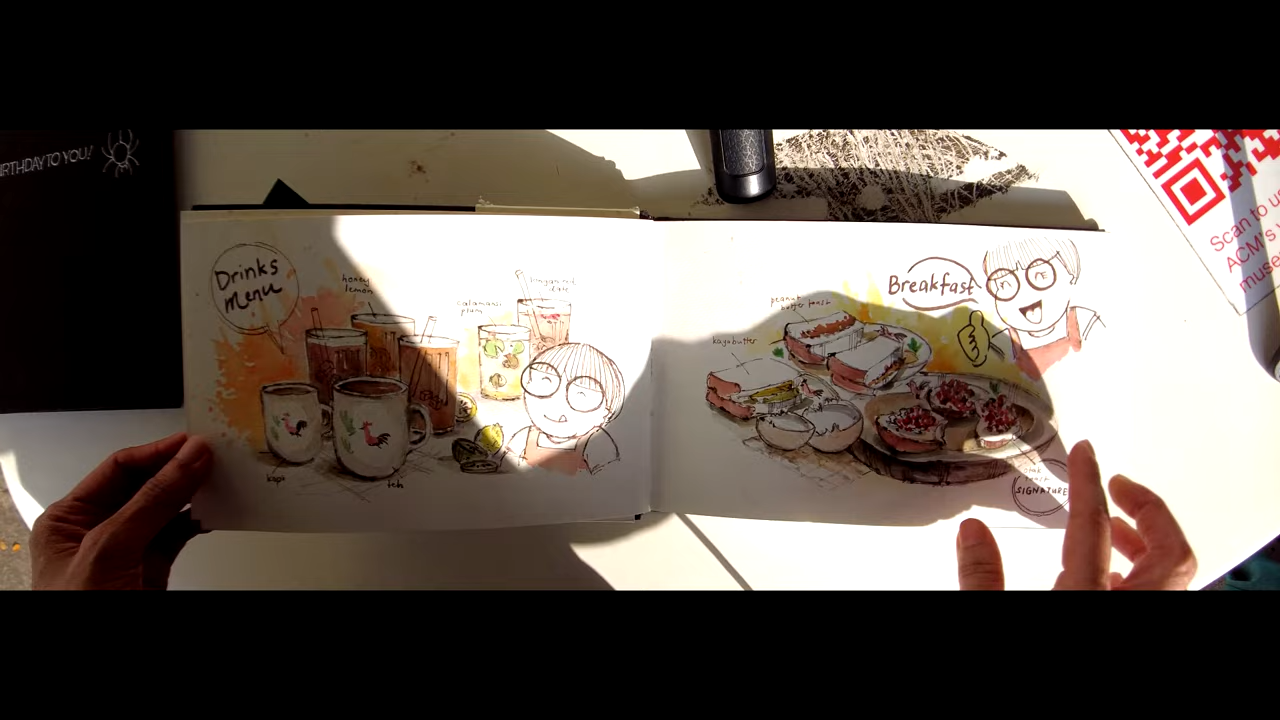 IRTHDAY TO YOU!
Drinks
menu
honey
lemon
calamansi
plum
kopi
teh
Breakfast
peanut
butter toast
kaya butter
SIGNATURE
Scan to u
ACM's v
muse